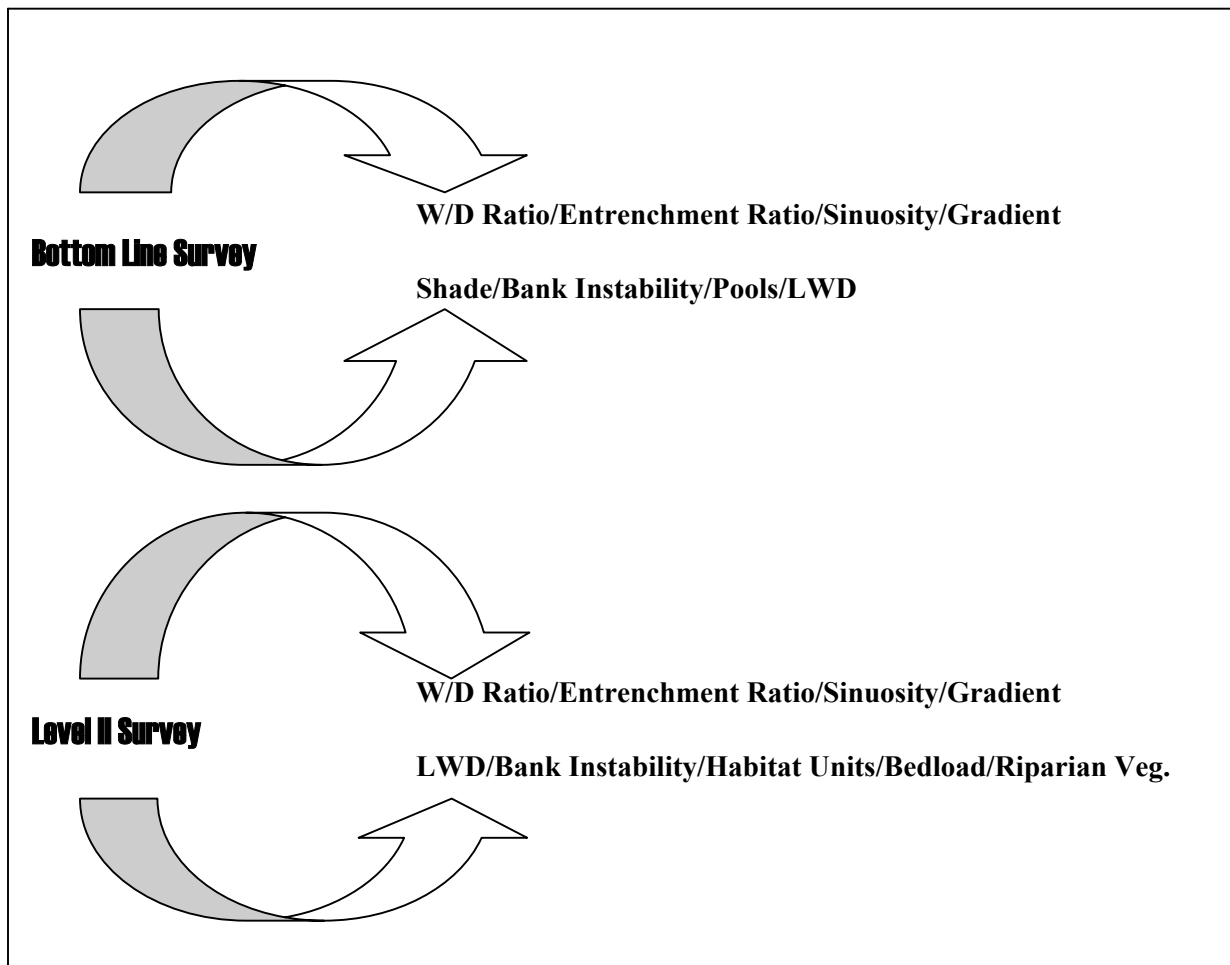 W/D Ratio/Entrenchment Ratio/Sinuosity/Gradient
Bottom Line Survey
Shade/Bank Instability/Pools/LWD
W/D Ratio/Entrenchment Ratio/Sinuosity/Gradient
Level II Survey
LWD/Bank Instability/Habitat Units/Bedload/Riparian Veg.